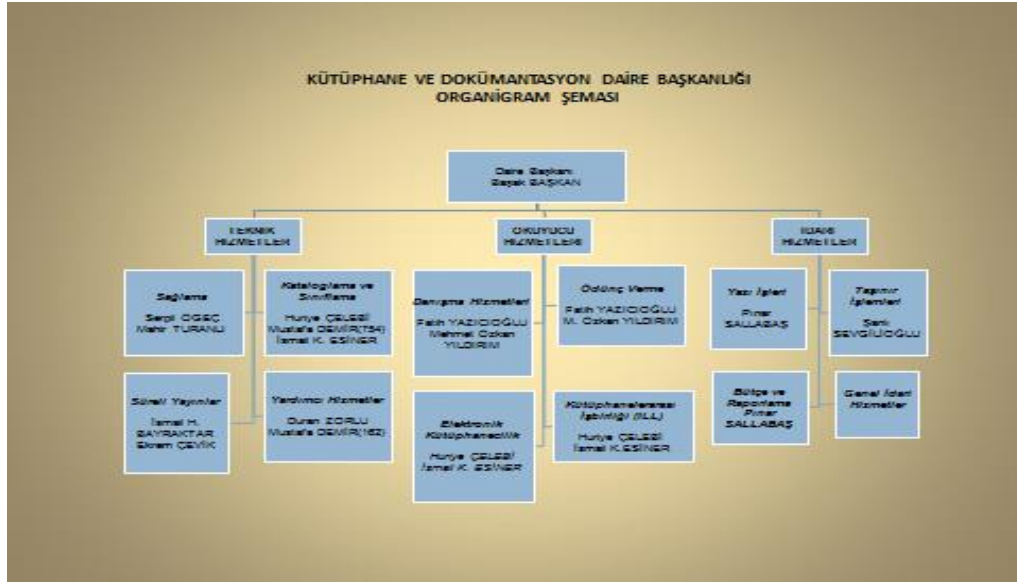 KÜTÜPHANE VE DOKÜMANTASYON DAİRE BAŞKANLIĞI
ORGANİGRAM ŞEMASI
Daire Başkanı
Başak BAŞKAN
TEKNİK
HİZMETLER
Sağlama
Serpil ÖGEÇ
Mahir TURANLI
Kataloglama ve
Sınıflama
Huriye ÇELEBİ
Mustafa DEMİR(754)
İsmail K. ESİNER
Süreli Yayınlar
İsmail H.
BAYRAKTAR
Ekrem ÇEVİK
Yardımcı Hizmetler
Duran ZORLU
Mustafa DEMİR(162)
OKUYUCU
HİZMETLERİ
Danışma Hizmetleri
Fatih YAZICIOĞLU
Mehmet Özkan
YILDIRIM
Ödünç Verme
Fatih YAZICIOĞLU
M. Özkan YILDIRIM
Elektronik
Kütüphanecilik
Huriye ÇELEBİ
İsmail K. ESİNER
Kütüphanelerarası
İşbirliği (ILL)
Huriye ÇELEBİ
İsmail K.ESİNER
İDARİ
HİZMETLER
Yazı İşleri
Pınar
SALLABAŞ
Taşınır
İşlemleri
SEVGİLİOĞLU
Bütçe ve
Raporlama
Pınar
SALLABAŞ
Genel İdari
Hizmetler